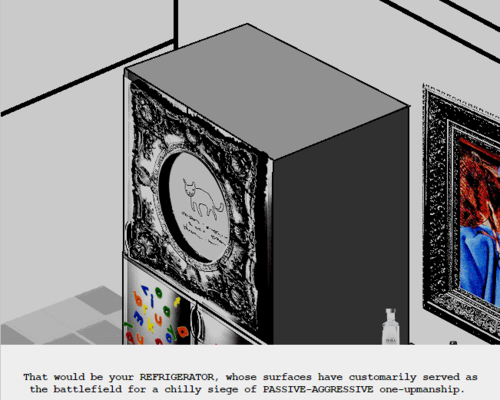 That would be your REFRIGERATOR, whose surfaces have customarily served as
the battlefield for a chilly siege of PASSIVE-AGGRESSIVE one-upmanship.